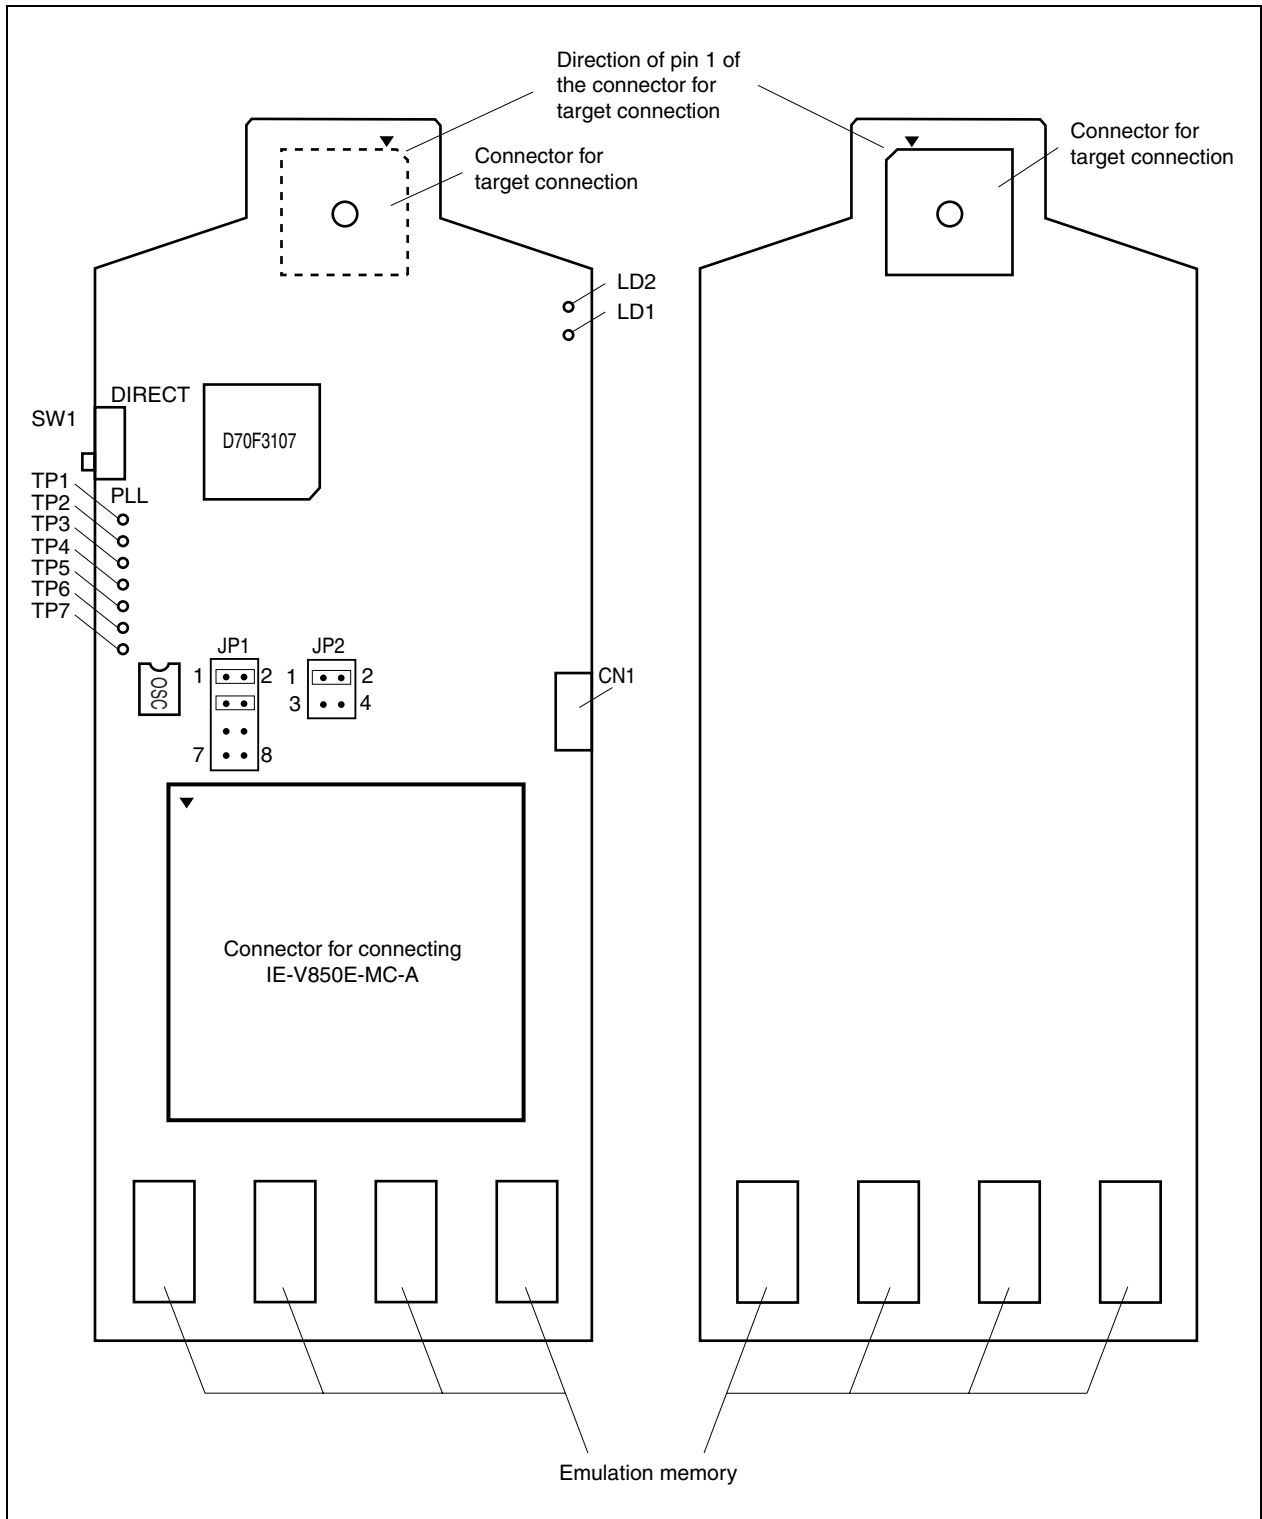 Direction of pin 1 of
the connector for
target connection
Connector for
target connection
Connector for
target connection
LD2
LD1
DIRECT
SW1
D70F3107
PLL
TP1
TP2
TP3
TP4
TP5
TP6
TP7
JP1
JP2
1
2
1
2
3
4
7
8
OSC
CN1
Connector for connecting
IE-V850E-MC-A
Emulation memory